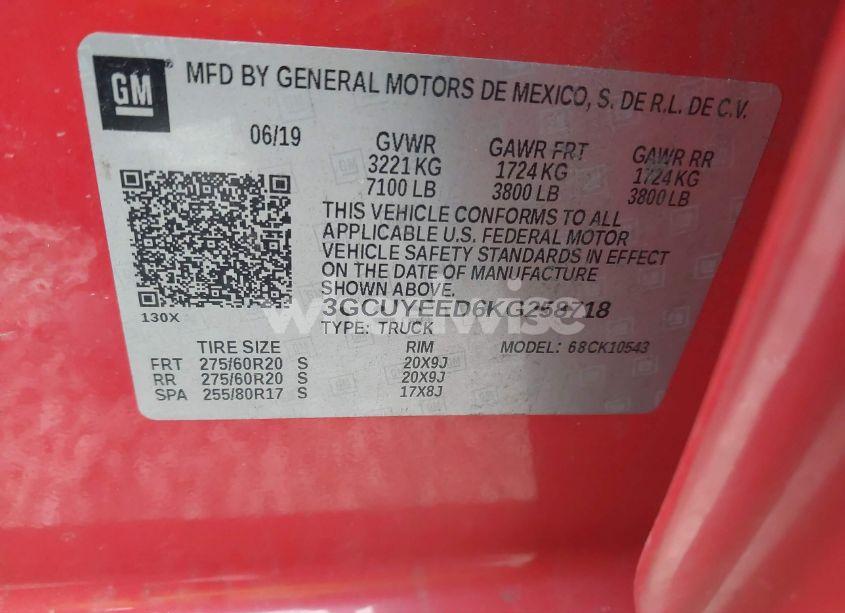 GM
MFD BY GENERAL MOTORS DE MEXICO, S. DE R.L. DE C.V.
06/19 GVWR GAWR FRT GAWR RR
3221 KG 1724 KG 1724 KG
7100 LB 3800 LB 3800 LB
THIS VEHICLE CONFORMS TO ALL
APPLICABLE U.S. FEDERAL MOTOR
VEHICLE SAFETY STANDARDS IN EFFECT
ON THE DATE OF MANUFACTURE
SHOWN ABOVE.
3GCUYEED6KG258718
130X TYPE: TRUCK MODEL: 68CK10543
TIRE SIZE RIM
FRT 275/60R20 S 20X9J
RR 275/60R20 S 20X9J
SPA 255/80R17 S 17X8J